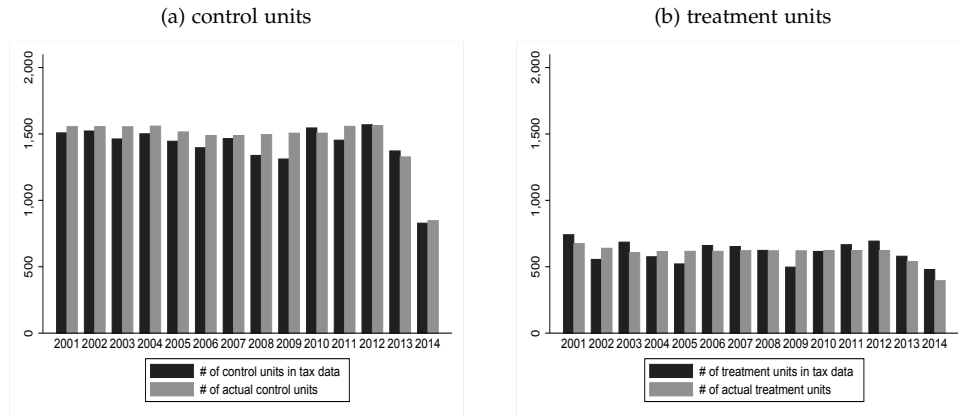 (a) control units
2,000
1,500
1,000
500
0
2001 2002 2003 2004 2005 2006 2007 2008 2009 2010 2011 2012 2013 2014
# of control units in tax data
# of actual control units
(b) treatment units
2,000
1,500
1,000
500
0
2001 2002 2003 2004 2005 2006 2007 2008 2009 2010 2011 2012 2013 2014
# of treatment units in tax data
# of actual treatment units